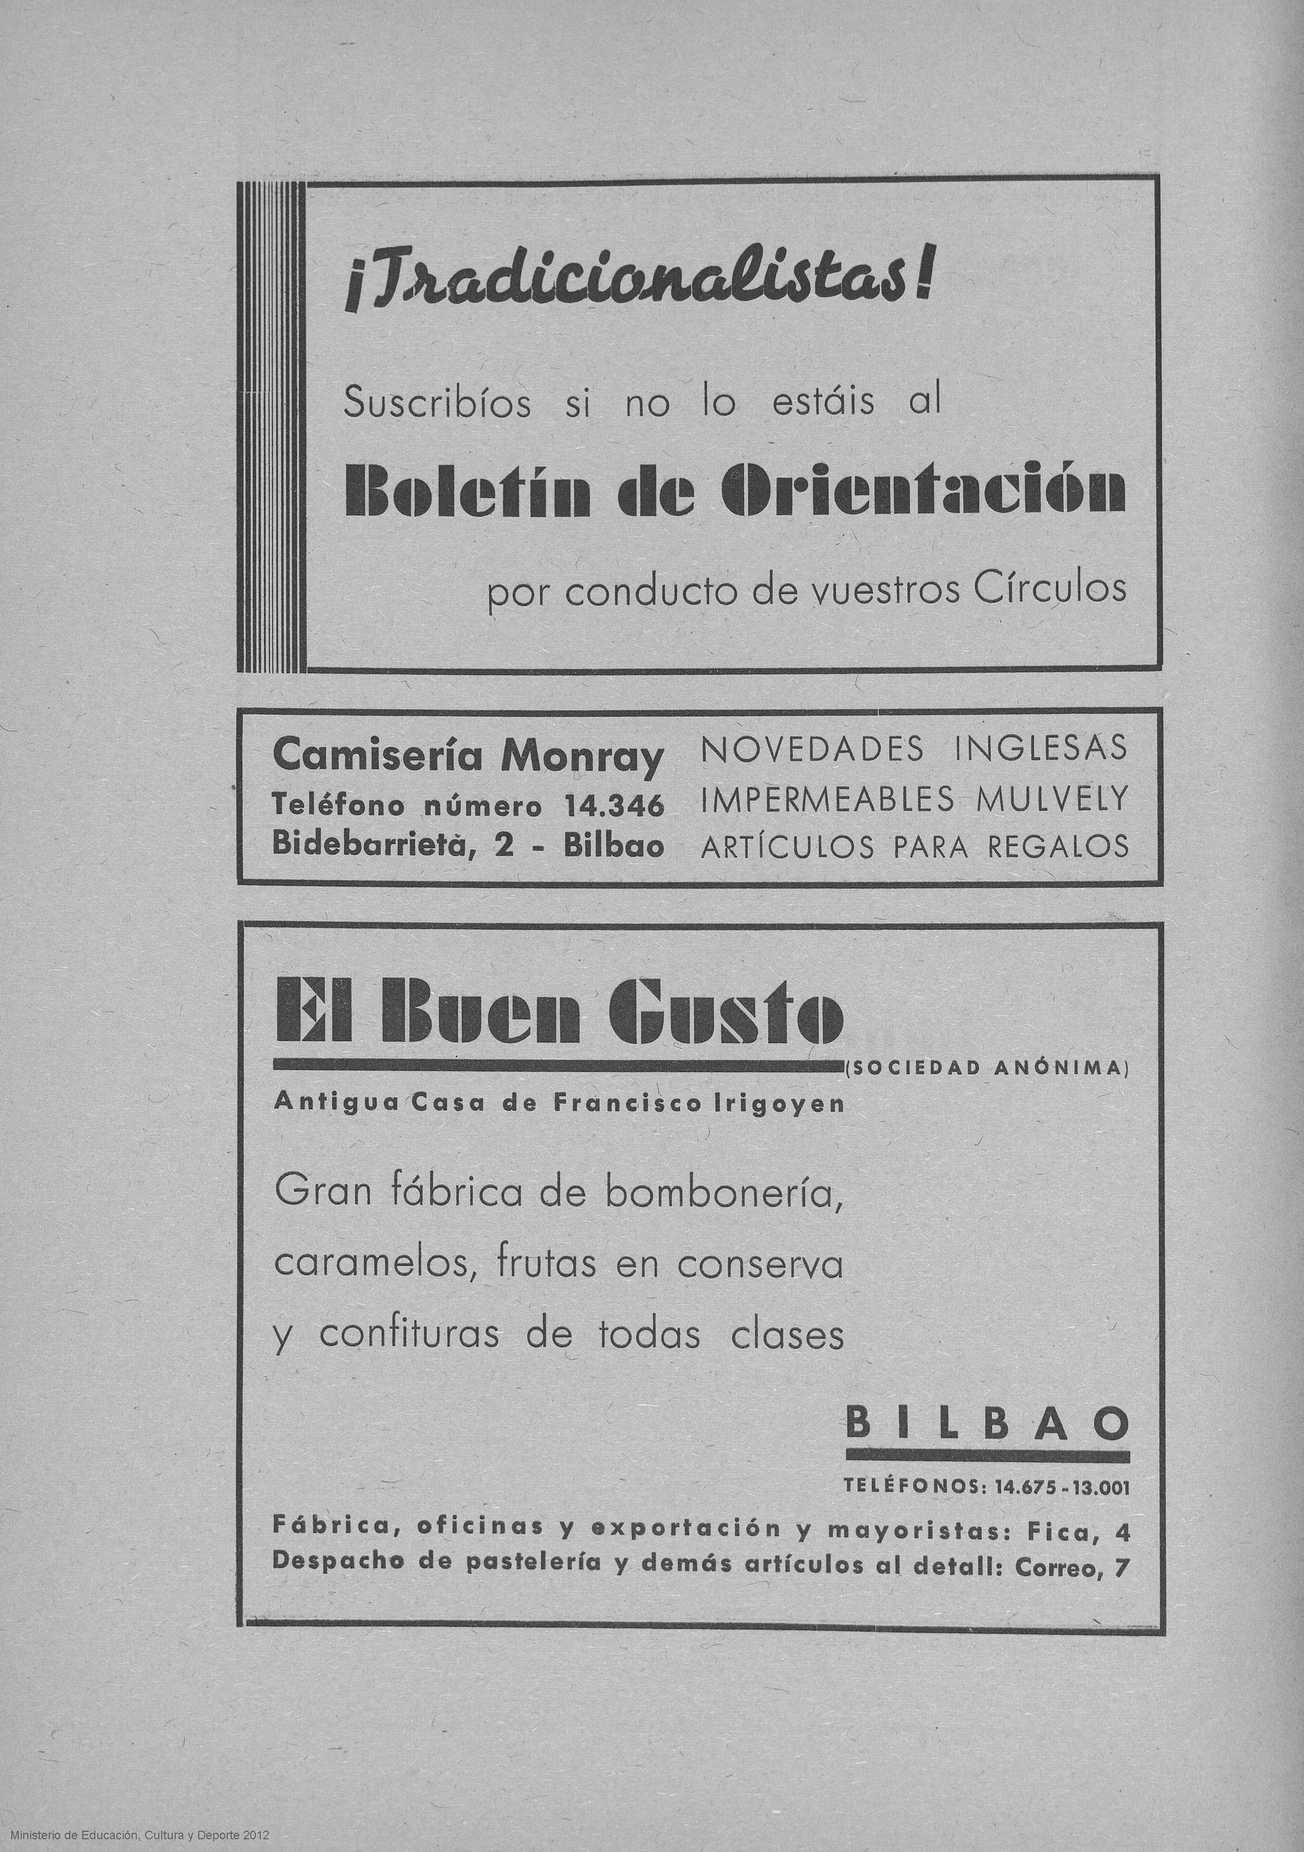 ¡Tradicionalistas!
Suscribíos si no lo estáis al
Boletín de Orientación
por conducto de vuestros Círculos
Camisería Monray
Teléfono número 14.346
Bidebarrieta, 2 - Bilbao
NOVEDADES INGLESAS
IMPERMEABLES MULVELY
ARTÍCULOS PARA REGALOS
El Buen Gusto
(SOCIEDAD ANÓNIMA)
Antigua Casa de Francisco Irigoyen
Gran fábrica de bombonería,
caramelos, frutas en conserva
y confituras de todas clases
BILBAO
TELÉFONOS: 14.675-13.001
Fábrica, oficinas y exportación y mayoristas: Fica, 4
Despacho de pastelería y demás artículos al detall: Correo, 7
Ministerio de Educación, Cultura y Deporte 2012